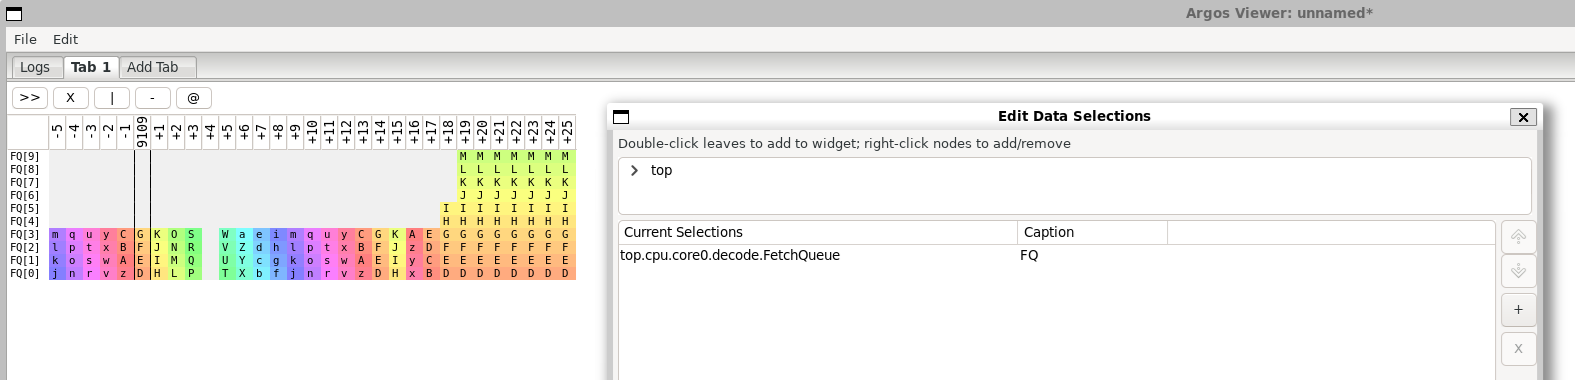 Argos Viewer: unnamed*
File Edit
Logs Tab 1 Add Tab
>> X | - @
-5 -4 -3 -2 -1 9109 +1 +2 +3 +4 +5 +6 +7 +8 +9 +10 +11 +12 +13 +14 +15 +16 +17 +18 +19 +20 +21 +22 +23 +24 +25
FQ[9] M M M M M M M
FQ[8] L L L L L L L
FQ[7] K K K K K K K
FQ[6] J J J J J J J
FQ[5] I I I I I I I I
FQ[4] H H H H H H H H
FQ[3] m q u y C G K O S W a e i m q u y C G K A E G G G G G G G G
FQ[2] l p t x B F J N R V Z d h l p t x B F J z D F F F F F F F F
FQ[1] k o s w A E I M Q U Y c g k o s w A E I y C E E E E E E E E
FQ[0] j n r v z D H L P T X b f j n r v z D H x B D D D D D D D D
Edit Data Selections X
Double-click leaves to add to widget; right-click nodes to add/remove
> top
Current Selections Caption
top.cpu.core0.decode.FetchQueue FQ
+
X